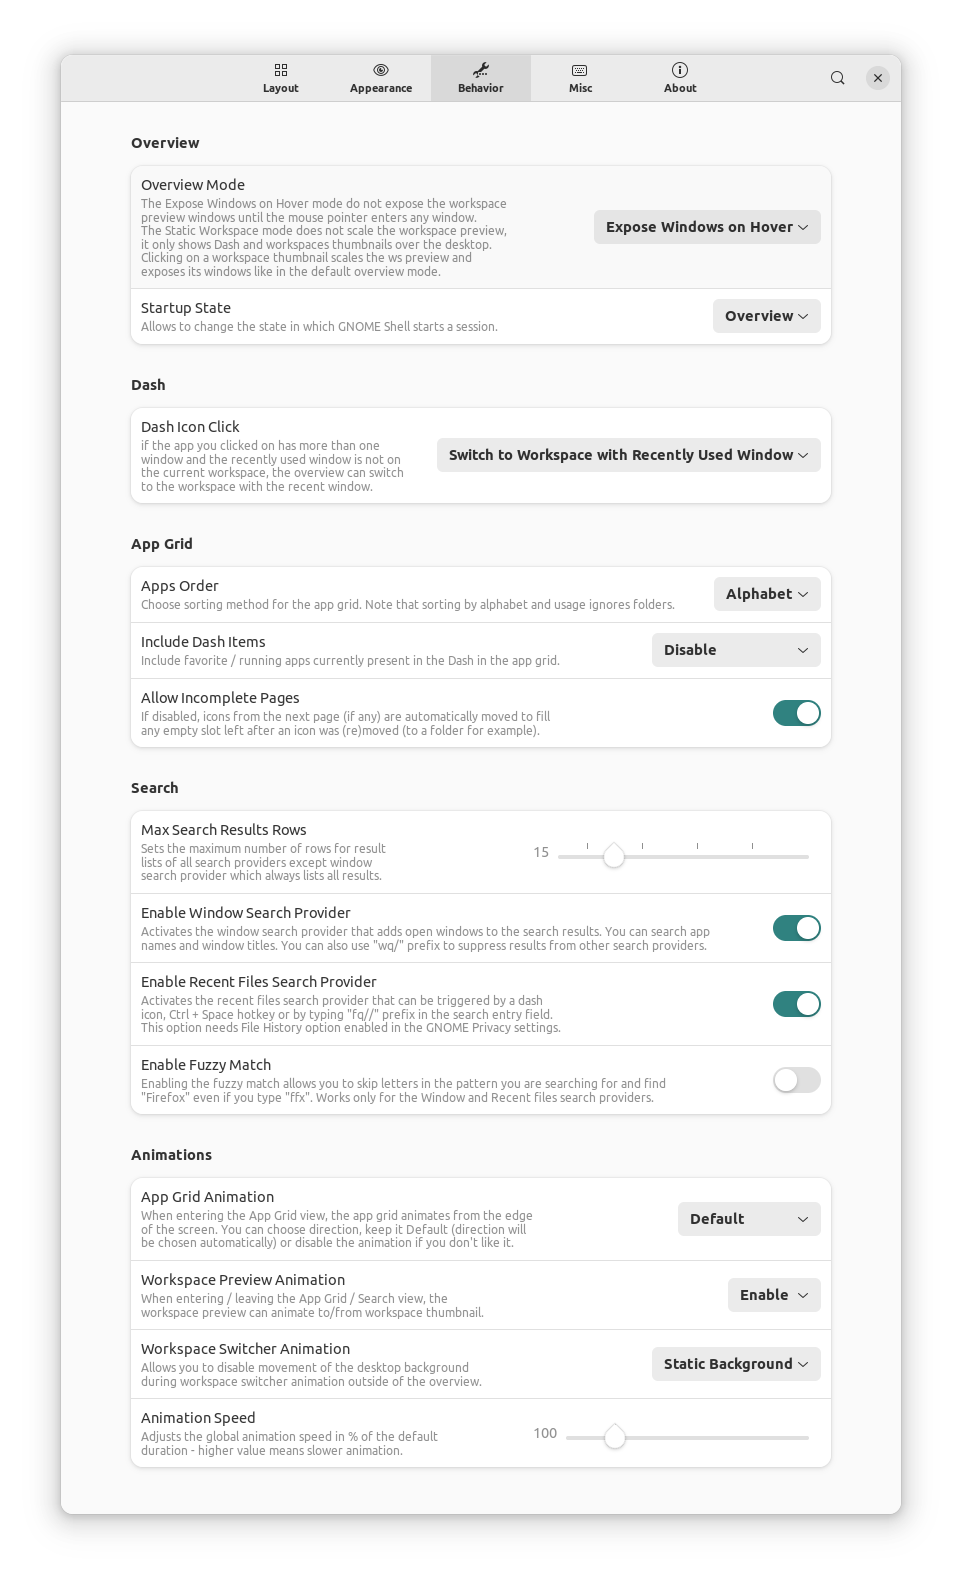 Layout
Appearance
Behavior
Misc
About
Overview
Overview Mode
The Expose Windows on Hover mode do not expose the workspace
preview windows until the mouse pointer enters any window.
The Static Workspace mode does not scale the workspace preview,
it only shows Dash and workspaces thumbnails over the desktop.
Clicking on a workspace thumbnail scales the ws preview and
exposes its windows like in the default overview mode.
Expose Windows on Hover
Startup State
Allows to change the state in which GNOME Shell starts a session.
Overview
Dash
Dash Icon Click
if the app you clicked on has more than one
window and the recently used window is not on
the current workspace, the overview can switch
to the workspace with the recent window.
Switch to Workspace with Recently Used Window
App Grid
Apps Order
Choose sorting method for the app grid. Note that sorting by alphabet and usage ignores folders.
Alphabet
Include Dash Items
Include favorite / running apps currently present in the Dash in the app grid.
Disable
Allow Incomplete Pages
If disabled, icons from the next page (if any) are automatically moved to fill
any empty slot left after an icon was (re)moved (to a folder for example).
Search
Max Search Results Rows
Sets the maximum number of rows for result
lists of all search providers except window
search provider which always lists all results.
15
Enable Window Search Provider
Activates the window search provider that adds open windows to the search results. You can search app
names and window titles. You can also use "wq/" prefix to suppress results from other search providers.
Enable Recent Files Search Provider
Activates the recent files search provider that can be triggered by a dash
icon, Ctrl + Space hotkey or by typing "fq//" prefix in the search entry field.
This option needs File History option enabled in the GNOME Privacy settings.
Enable Fuzzy Match
Enabling the fuzzy match allows you to skip letters in the pattern you are searching for and find
"Firefox" even if you type "ffx". Works only for the Window and Recent files search providers.
Animations
App Grid Animation
When entering the App Grid view, the app grid animates from the edge
of the screen. You can choose direction, keep it Default (direction will
be chosen automatically) or disable the animation if you don't like it.
Default
Workspace Preview Animation
When entering / leaving the App Grid / Search view, the
workspace preview can animate to/from workspace thumbnail.
Enable
Workspace Switcher Animation
Allows you to disable movement of the desktop background
during workspace switcher animation outside of the overview.
Static Background
Animation Speed
Adjusts the global animation speed in % of the default
duration - higher value means slower animation.
100